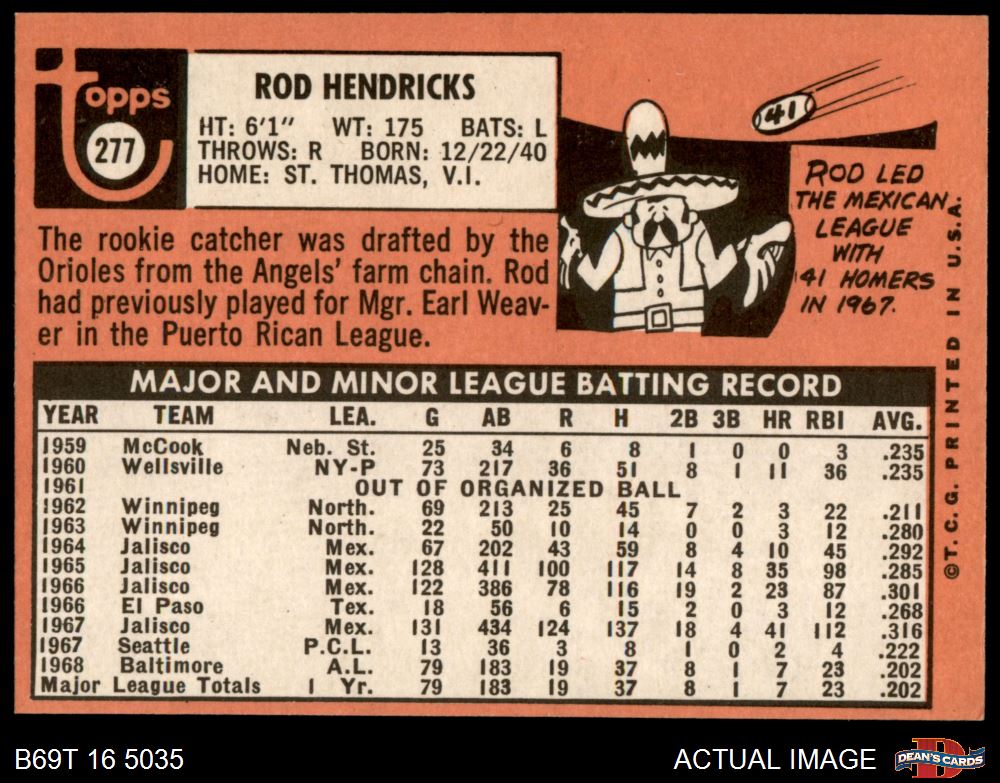 topps
277
ROD HENDRICKS
HT: 6'1" WT: 175 BATS: L
THROWS: R BORN: 12/22/40
HOME: ST. THOMAS, V.I.
The rookie catcher was drafted by the
Orioles from the Angels' farm chain. Rod
had previously played for Mgr. Earl Weav-
er in the Puerto Rican League.
41
ROD LED
THE MEXICAN
LEAGUE
WITH
41 HOMERS
IN 1967.
MAJOR AND MINOR LEAGUE BATTING RECORD
YEAR TEAM LEA. G AB R H 2B 3B HR RBI AVG.
1959 McCook Neb. St. 25 34 6 8 1 0 0 3 .235
1960 Wellsville NY-P 73 217 36 51 8 1 11 36 .235
1961 OUT OF ORGANIZED BALL
1962 Winnipeg North. 69 213 25 45 7 2 3 22 .211
1963 Winnipeg North. 22 50 10 14 0 0 3 12 .280
1964 Jalisco Mex. 67 202 43 59 8 4 10 45 .292
1965 Jalisco Mex. 128 411 100 117 14 8 35 98 .285
1966 Jalisco Mex. 122 386 78 116 19 2 23 87 .301
1966 El Paso Tex. 18 56 6 15 2 0 3 12 .268
1967 Jalisco Mex. 131 434 124 137 18 4 41 112 .316
1967 Seattle P.C.L. 13 36 3 8 1 0 2 4 .222
1968 Baltimore A.L. 79 183 19 37 8 1 7 23 .202
Major League Totals 1 Yr. 79 183 19 37 8 1 7 23 .202
©T.C.G. PRINTED IN U.S.A.
B69T 16 5035
ACTUAL IMAGE
D
DEAN'S CARDS